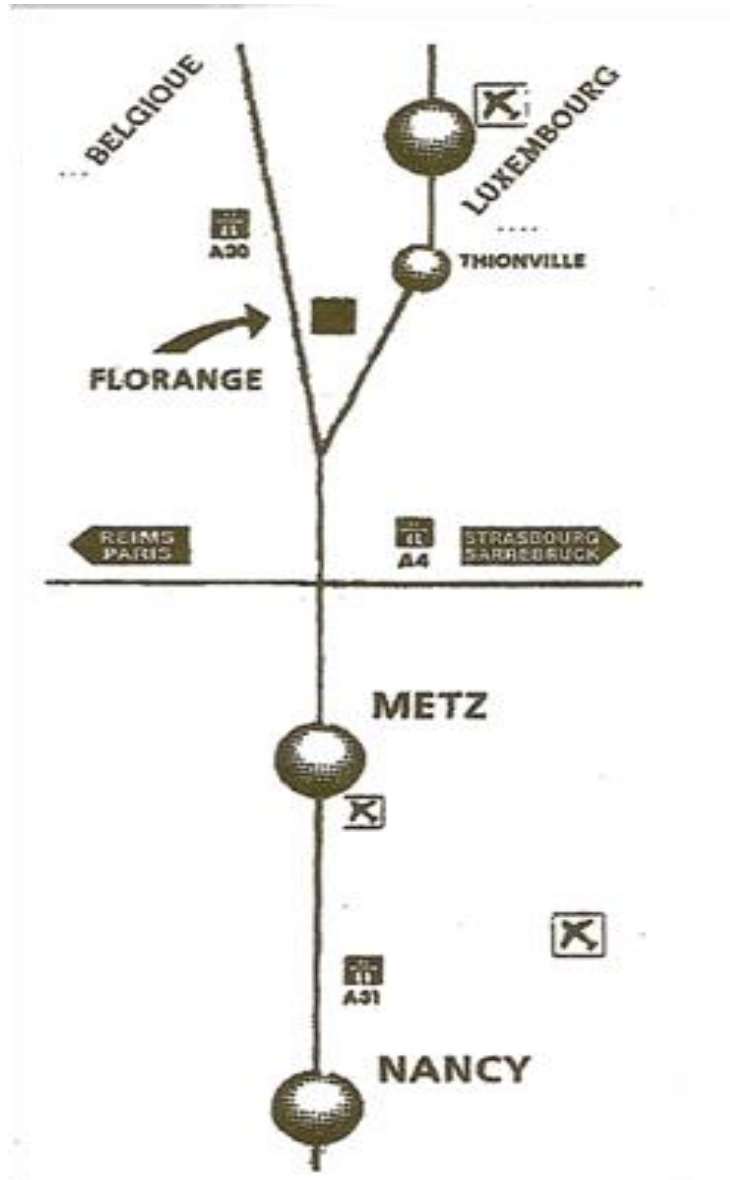 BELGIQUE
LUXEMBOURG
A30
THIONVILLE
FLORANGE
REIMS
PARIS
A4
STRASBOURG
SARREBRUCK
METZ
A31
NANCY